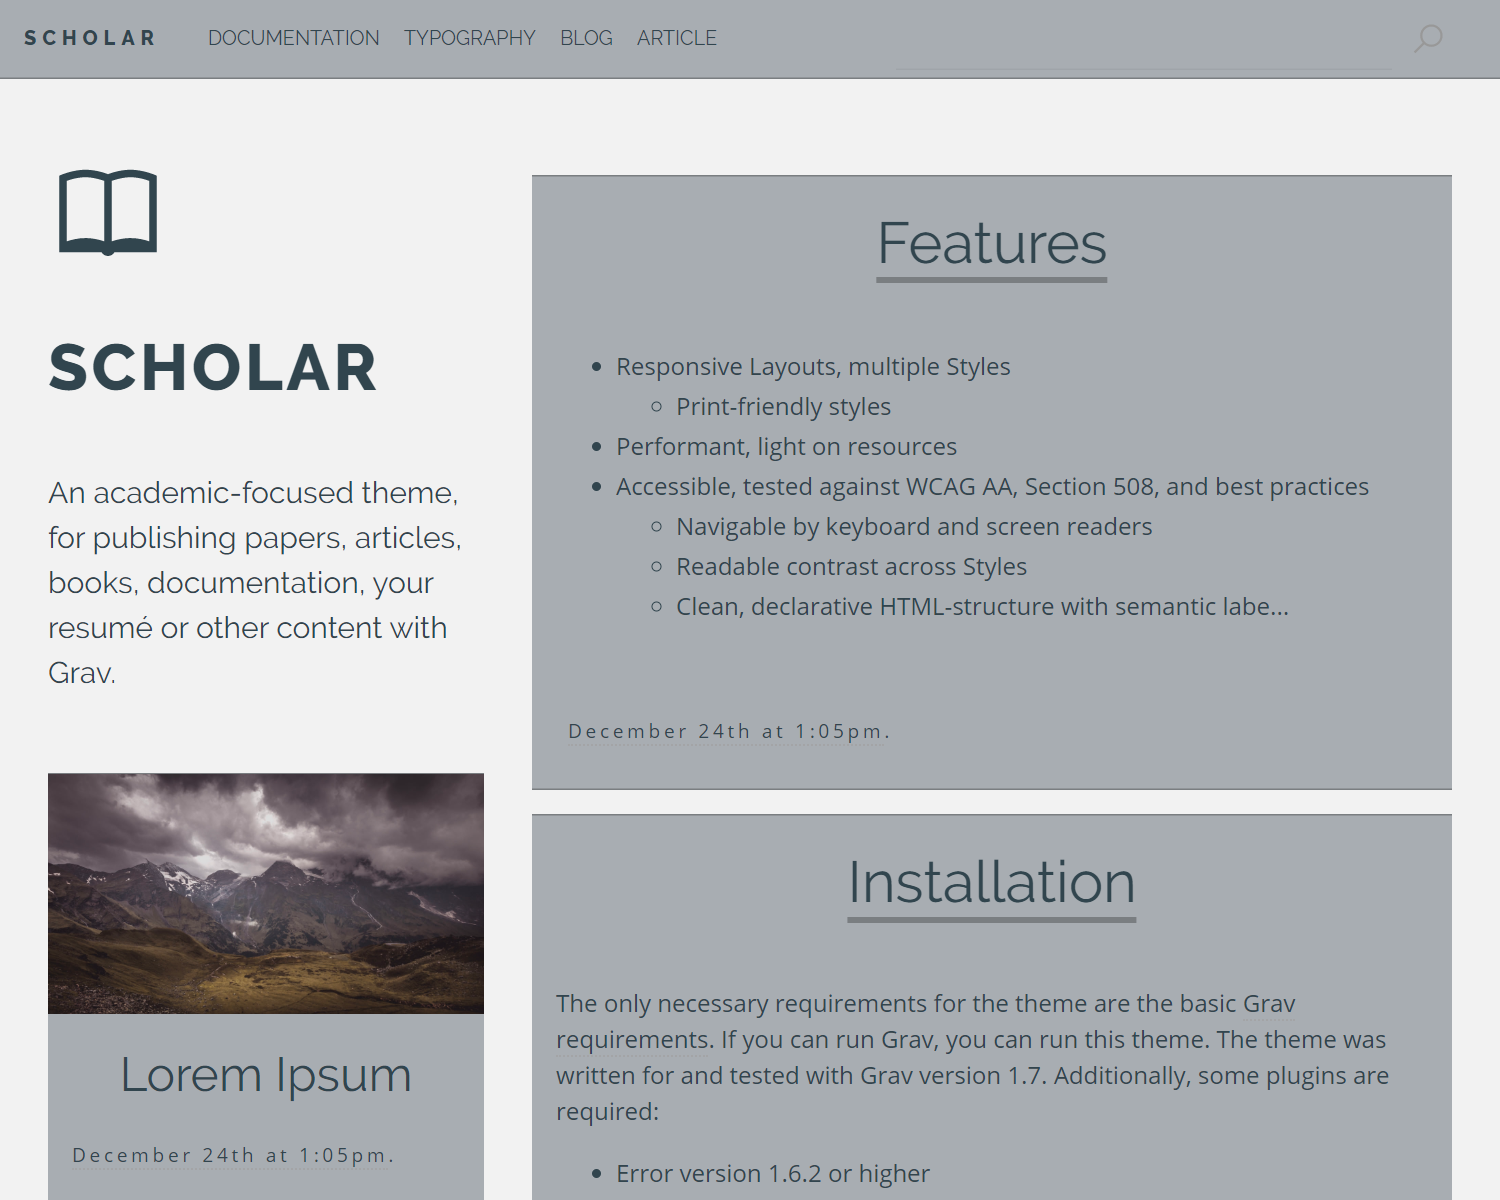 SCHOLAR
DOCUMENTATION TYPOGRAPHY BLOG ARTICLE
SCHOLAR
An academic-focused theme,
for publishing papers, articles,
books, documentation, your
resumé or other content with
Grav.
Lorem Ipsum
December 24th at 1:05pm.
Features
Responsive Layouts, multiple Styles
Print-friendly styles
Performant, light on resources
Accessible, tested against WCAG AA, Section 508, and best practices
Navigable by keyboard and screen readers
Readable contrast across Styles
Clean, declarative HTML-structure with semantic labe...
December 24th at 1:05pm.
Installation
The only necessary requirements for the theme are the basic Grav
requirements. If you can run Grav, you can run this theme. The theme was
written for and tested with Grav version 1.7. Additionally, some plugins are
required:
Error version 1.6.2 or higher